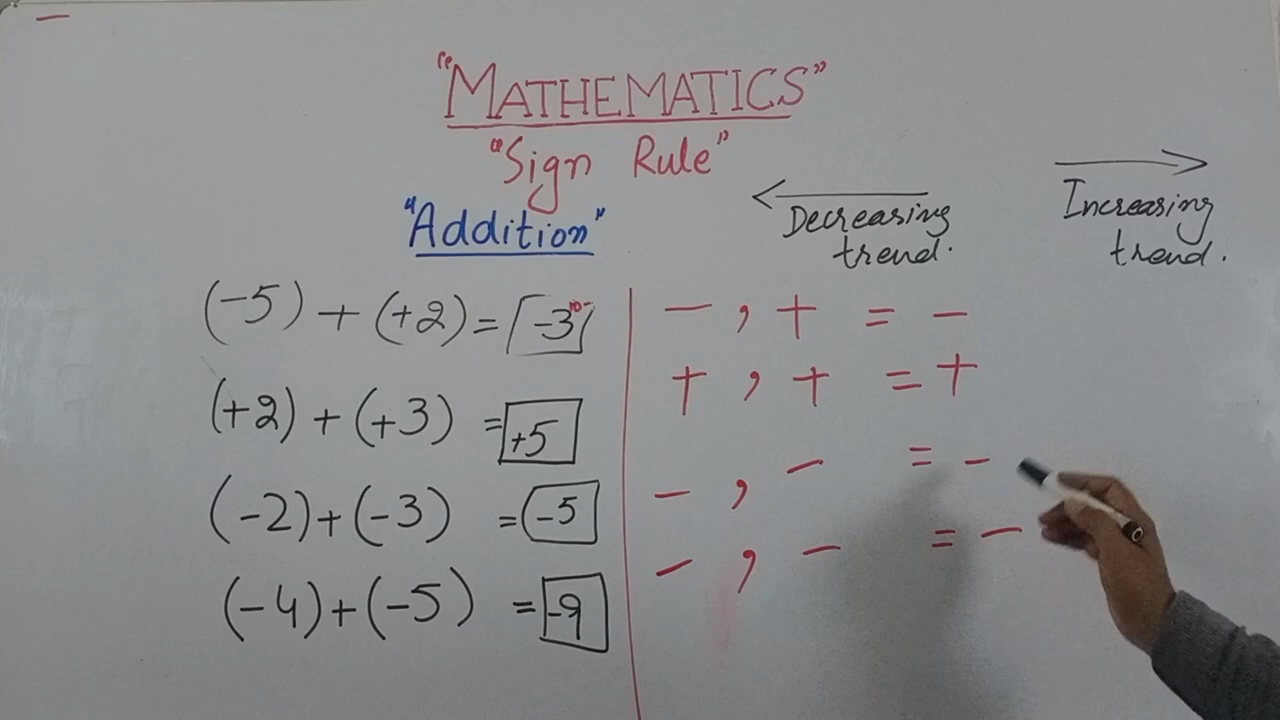 "MATHEMATICS"
"Sign Rule"
"Addition"
Decreasing trend.
Increasing trend.
(-5) + (+2) = -3
(+2) + (+3) = +5
(-2) + (-3) = -5
(-4) + (-5) = -9
- , + = -
+ , + = +
- , - = -
- , - = -